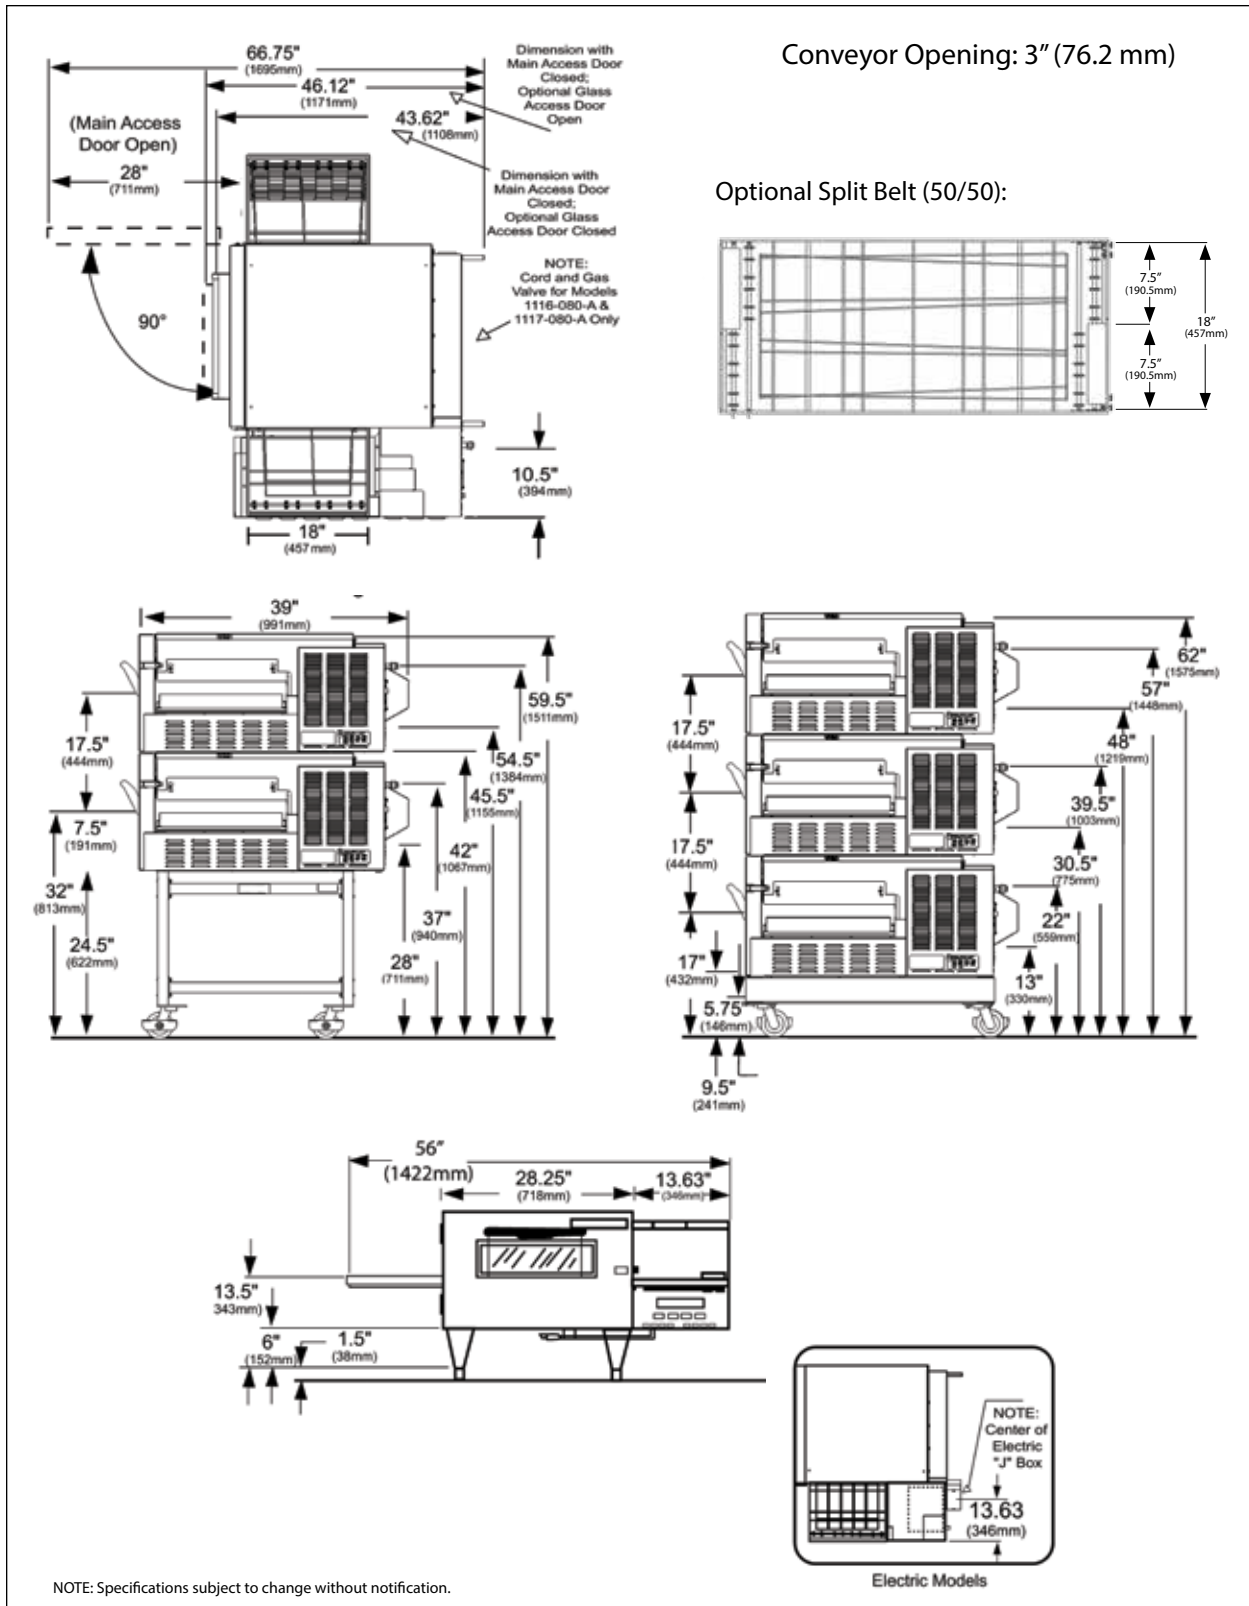 Conveyor Opening: 3” (76.2 mm)
66.75"
(1695mm)
46.12"
(1171mm)
43.62"
(1108mm)
Dimension with
Main Access Door
Closed;
Optional Glass
Access Door
Open
(Main Access
Door Open)
28"
(711mm)
Dimension with
Main Access Door
Closed;
Optional Glass
Access Door Closed
NOTE:
Cord and Gas
Valve for Models
1116-080-A &
1117-080-A Only
90°
10.5"
(394mm)
18"
(457mm)
Optional Split Belt (50/50):
7.5”
(190.5mm)
18”
(457mm)
7.5”
(190.5mm)
39"
(991mm)
59.5"
(1511mm)
17.5"
(444mm)
54.5"
(1384mm)
45.5"
(1155mm)
7.5"
(191mm)
42"
(1067mm)
32"
(813mm)
37"
(940mm)
24.5"
(622mm)
28"
(711mm)
62"
(1575mm)
57"
(1448mm)
17.5"
(444mm)
48"
(1219mm)
39.5"
(1003mm)
17.5"
(444mm)
30.5"
(775mm)
22"
(559mm)
17"
(432mm)
13"
(330mm)
5.75"
(146mm)
9.5"
(241mm)
56”
(1422mm)
28.25"
(718mm)
13.63"
(346mm)
13.5"
343mm)
6"
(152mm)
1.5"
(38mm)
NOTE:
Center of
Electric
"J" Box
13.63
(346mm)
Electric Models
NOTE: Specifications subject to change without notification.